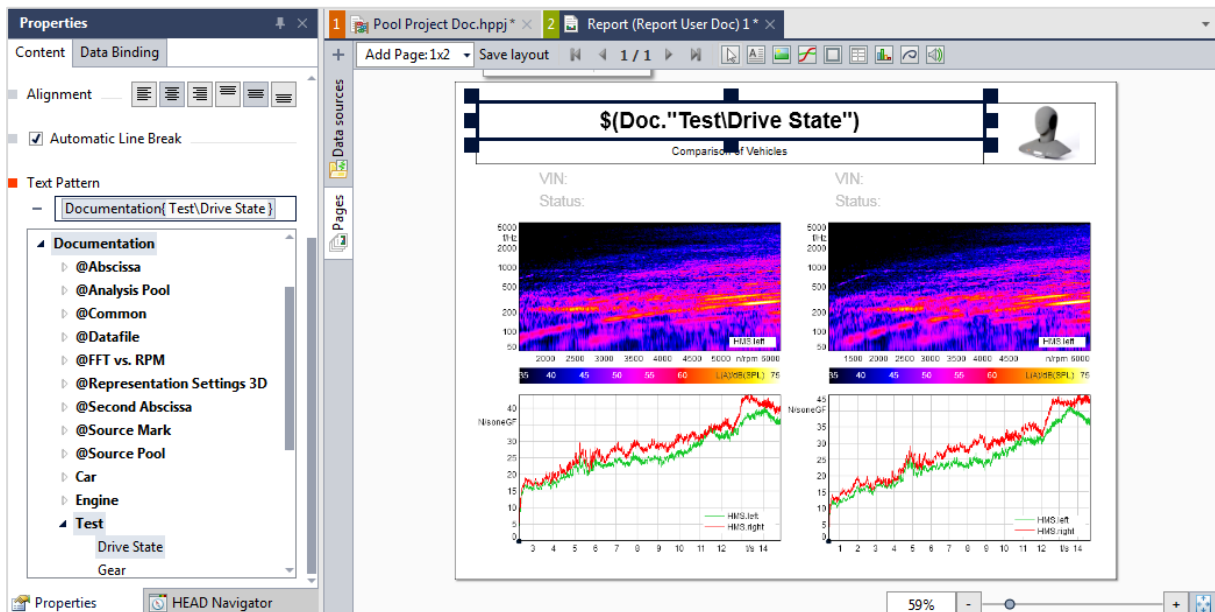 Properties
Content Data Binding
Alignment
Automatic Line Break
Text Pattern
Documentation{ Test\Drive State }
Documentation
@Abscissa
@Analysis Pool
@Common
@Datafile
@FFT vs. RPM
@Representation Settings 3D
@Second Abscissa
@Source Mark
@Source Pool
Car
Engine
Test
Drive State
Gear
Properties HEAD Navigator
1 Pool Project Doc.hppj* 2 Report (Report User Doc) 1*
Add Page: 1x2 Save layout 1 / 1
Data sources
Pages
$(Doc."Test\Drive State")
Comparison of Vehicles
VIN: VIN:
Status: Status:
5000
f/Hz
2000
1000
500
200
100
50
HMS.left
2000 2500 3000 3500 4000 4500 5000 n/rpm 6000
35 40 45 50 55 60 L(A)/dB(SPL) 75
5000
f/Hz
2000
1000
500
200
100
50
HMS.left
1500 2500 3000 3500 4000 4500 n/rpm 6000
35 40 45 50 55 60 L(A)/dB(SPL) 75
40
NisoneGF
30
25
20
15
10
5
0
HMS.left
HMS.right
3 4 5 6 7 8 9 10 11 12 t/s 14
45
NisoneGF
35
30
25
20
15
10
5
0
HMS.left
HMS.right
1 2 3 4 5 6 7 8 9 10 11 12 t/s 14
59% - +